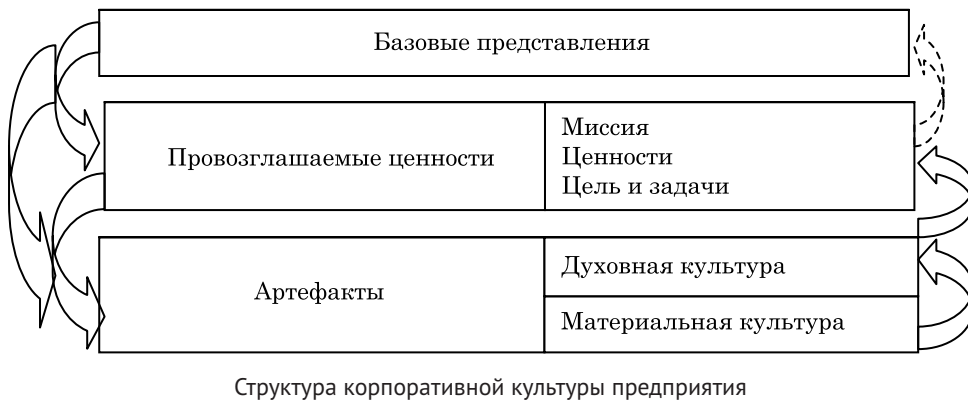 Базовые представления
Провозглашаемые ценности
Миссия
Ценности
Цель и задачи
Артефакты
Духовная культура
Материальная культура
Структура корпоративной культуры предприятия